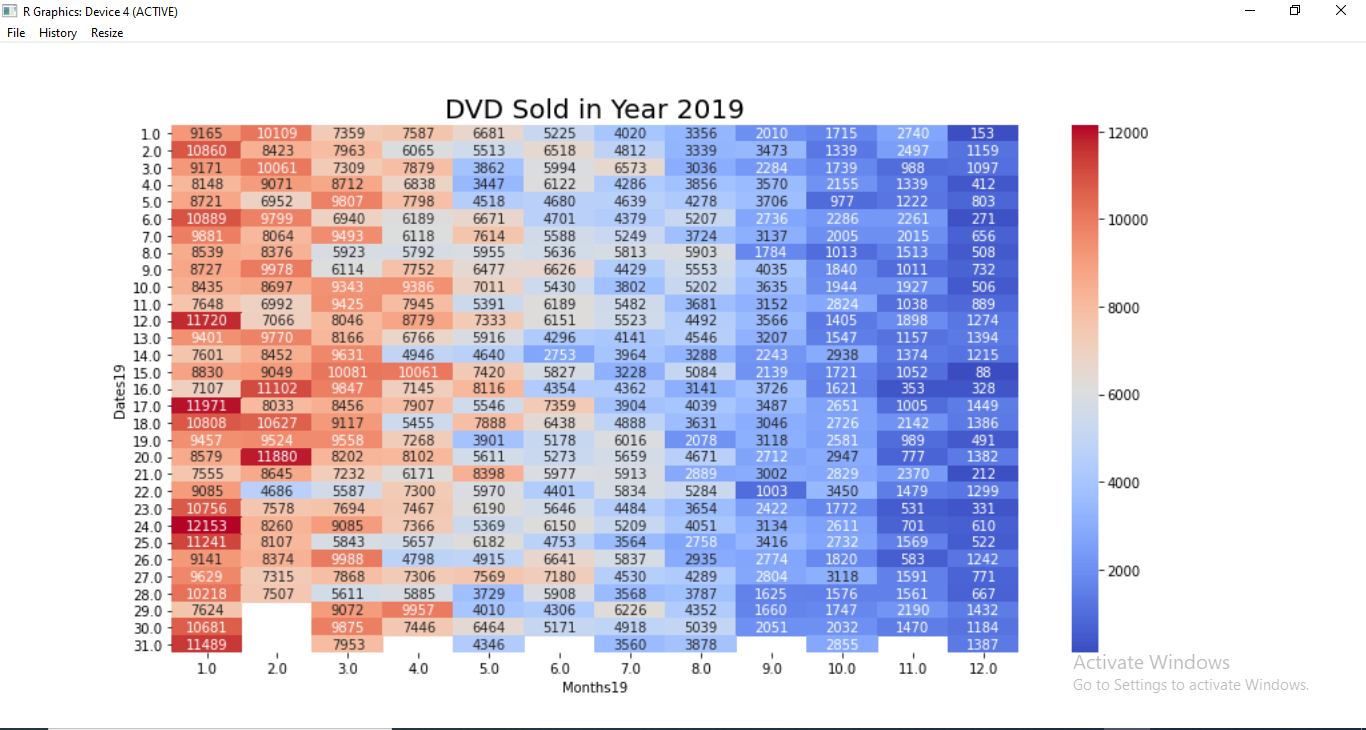 R Graphics: Device 4 (ACTIVE)
File History Resize
DVD Sold in Year 2019
1.0 9165 10109 7359 7587 6681 5225 4020 3356 2010 1715 2740 153
2.0 10860 8423 7963 6065 5513 6518 4812 3339 3473 1339 2497 1159
3.0 9171 10061 7309 7879 3862 5994 6573 3036 2284 1739 988 1097
4.0 8148 9071 8712 6838 3447 6122 4286 3856 3570 2155 1339 412
5.0 8721 6952 9807 7798 4518 4680 4639 4278 3706 977 1222 803
6.0 10889 9799 6940 6189 6671 4701 4379 5207 2736 2286 2261 271
7.0 9881 8064 9493 6118 7614 5588 5249 3724 3137 2005 2015 656
8.0 8539 8376 5923 5792 5955 5636 5813 5903 1784 1013 1513 508
9.0 8727 9978 6114 7752 6477 6626 4429 5553 4035 1840 1011 732
10.0 8435 8697 9343 9386 7011 5430 3802 5202 3635 1944 1927 506
11.0 7648 6992 9425 7945 5391 6189 5482 3681 3152 2824 1038 889
12.0 11720 7066 8046 8779 7333 6151 5523 4492 3566 1405 1898 1274
13.0 9401 9770 8166 6766 5916 4296 4141 4546 3207 1547 1157 1394
14.0 7601 8452 9631 4946 4640 2753 3964 3288 2243 2938 1374 1215
15.0 8830 9049 10081 10061 7420 5827 3228 5084 2139 1721 1052 88
16.0 7107 11102 9847 7145 8116 4354 4362 3141 3726 1621 353 328
17.0 11971 8033 8456 7907 5546 7359 3904 4039 3487 2651 1005 1449
18.0 10808 10627 9117 5455 7888 6438 4888 3631 3046 2726 2142 1386
19.0 9457 9524 9558 7268 3901 5178 6016 2078 3118 2581 989 491
20.0 8579 11880 8202 8102 5611 5273 5659 4671 2712 2947 777 1382
21.0 7555 8645 7232 6171 8398 5977 5913 2889 3002 2829 2370 212
22.0 9085 4686 5587 7300 5970 4401 5834 5284 1003 3450 1479 1299
23.0 10756 7578 7694 7467 6190 5646 4484 3654 2422 1772 531 331
24.0 12153 8260 9085 7366 5369 6150 5209 4051 3134 2611 701 610
25.0 11241 8107 5843 5657 6182 4753 3564 2758 3416 2732 1569 522
26.0 9141 8374 9988 4798 4915 6641 5837 2935 2774 1820 583 1242
27.0 9629 7315 7868 7306 7569 7180 4530 4289 2804 3118 1591 771
28.0 10218 7507 5611 5885 3729 5908 3568 3787 1625 1576 1561 667
29.0 7624 9072 9957 4010 4306 6226 4352 1660 1747 2190 1432
30.0 10681 9875 7446 6464 5171 4918 5039 2051 2032 1470 1184
31.0 11489 7953 4346 3560 3878 2855 1387
1.0 2.0 3.0 4.0 5.0 6.0 7.0 8.0 9.0 10.0 11.0 12.0
Months19
Dates19
12000
10000
8000
6000
4000
2000
Activate Windows
Go to Settings to activate Windows.